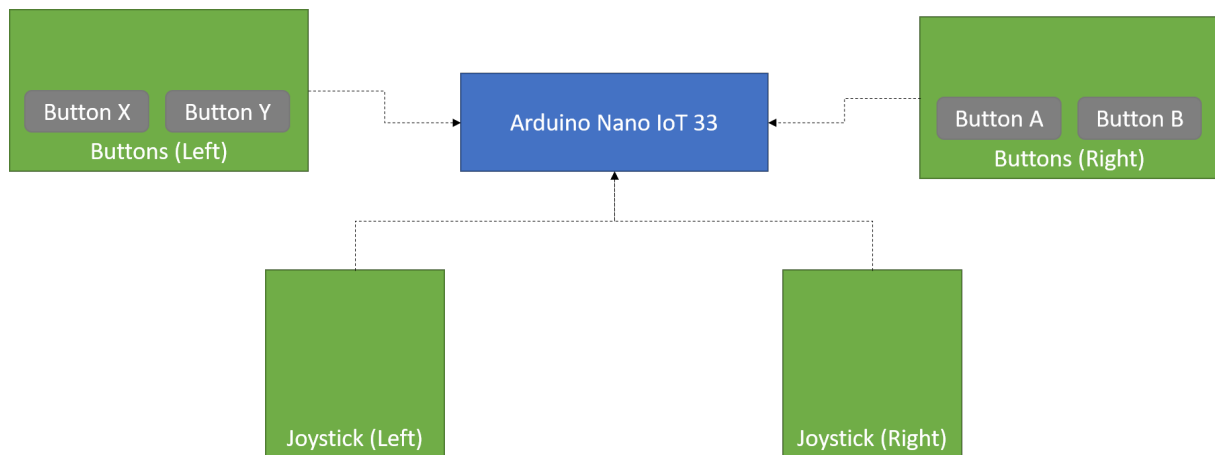 Button X
Button Y
Buttons (Left)
Arduino Nano IoT 33
Button A
Button B
Buttons (Right)
Joystick (Left)
Joystick (Right)